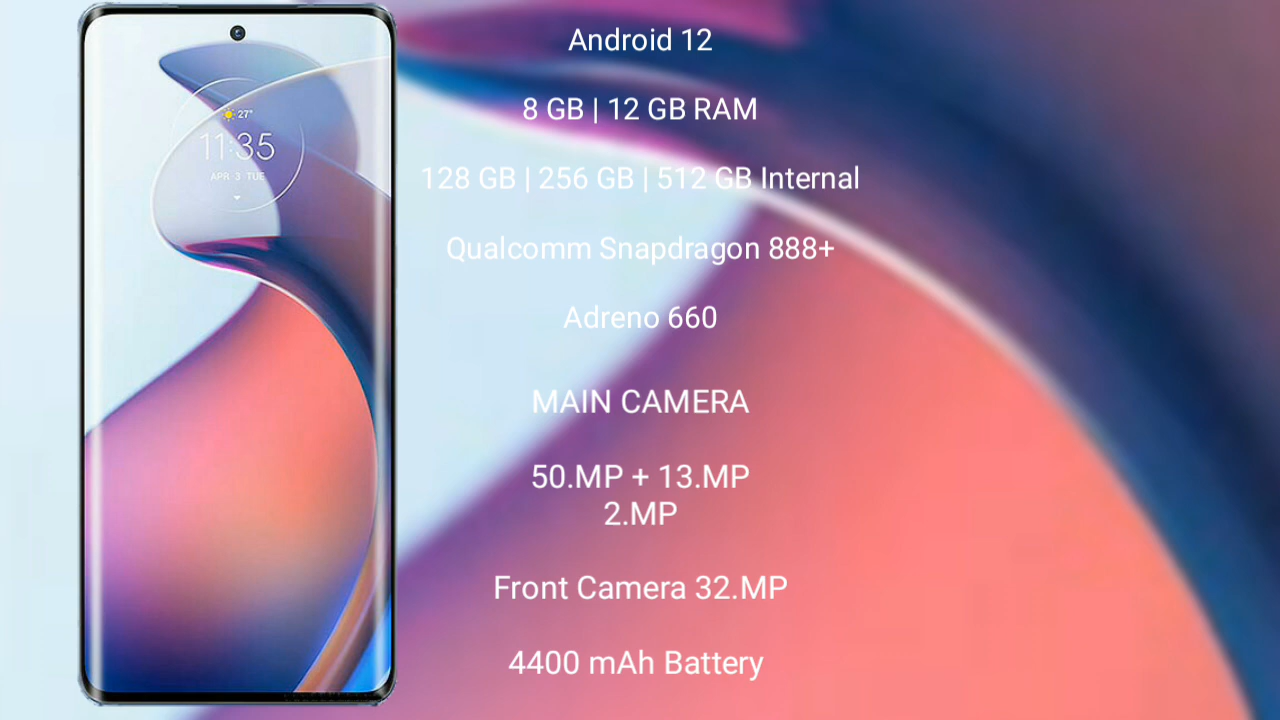 27°
11:35
APR 3 TUE
Android 12
8 GB | 12 GB RAM
128 GB | 256 GB | 512 GB Internal
Qualcomm Snapdragon 888+
Adreno 660
MAIN CAMERA
50.MP + 13.MP
2.MP
Front Camera 32.MP
4400 mAh Battery